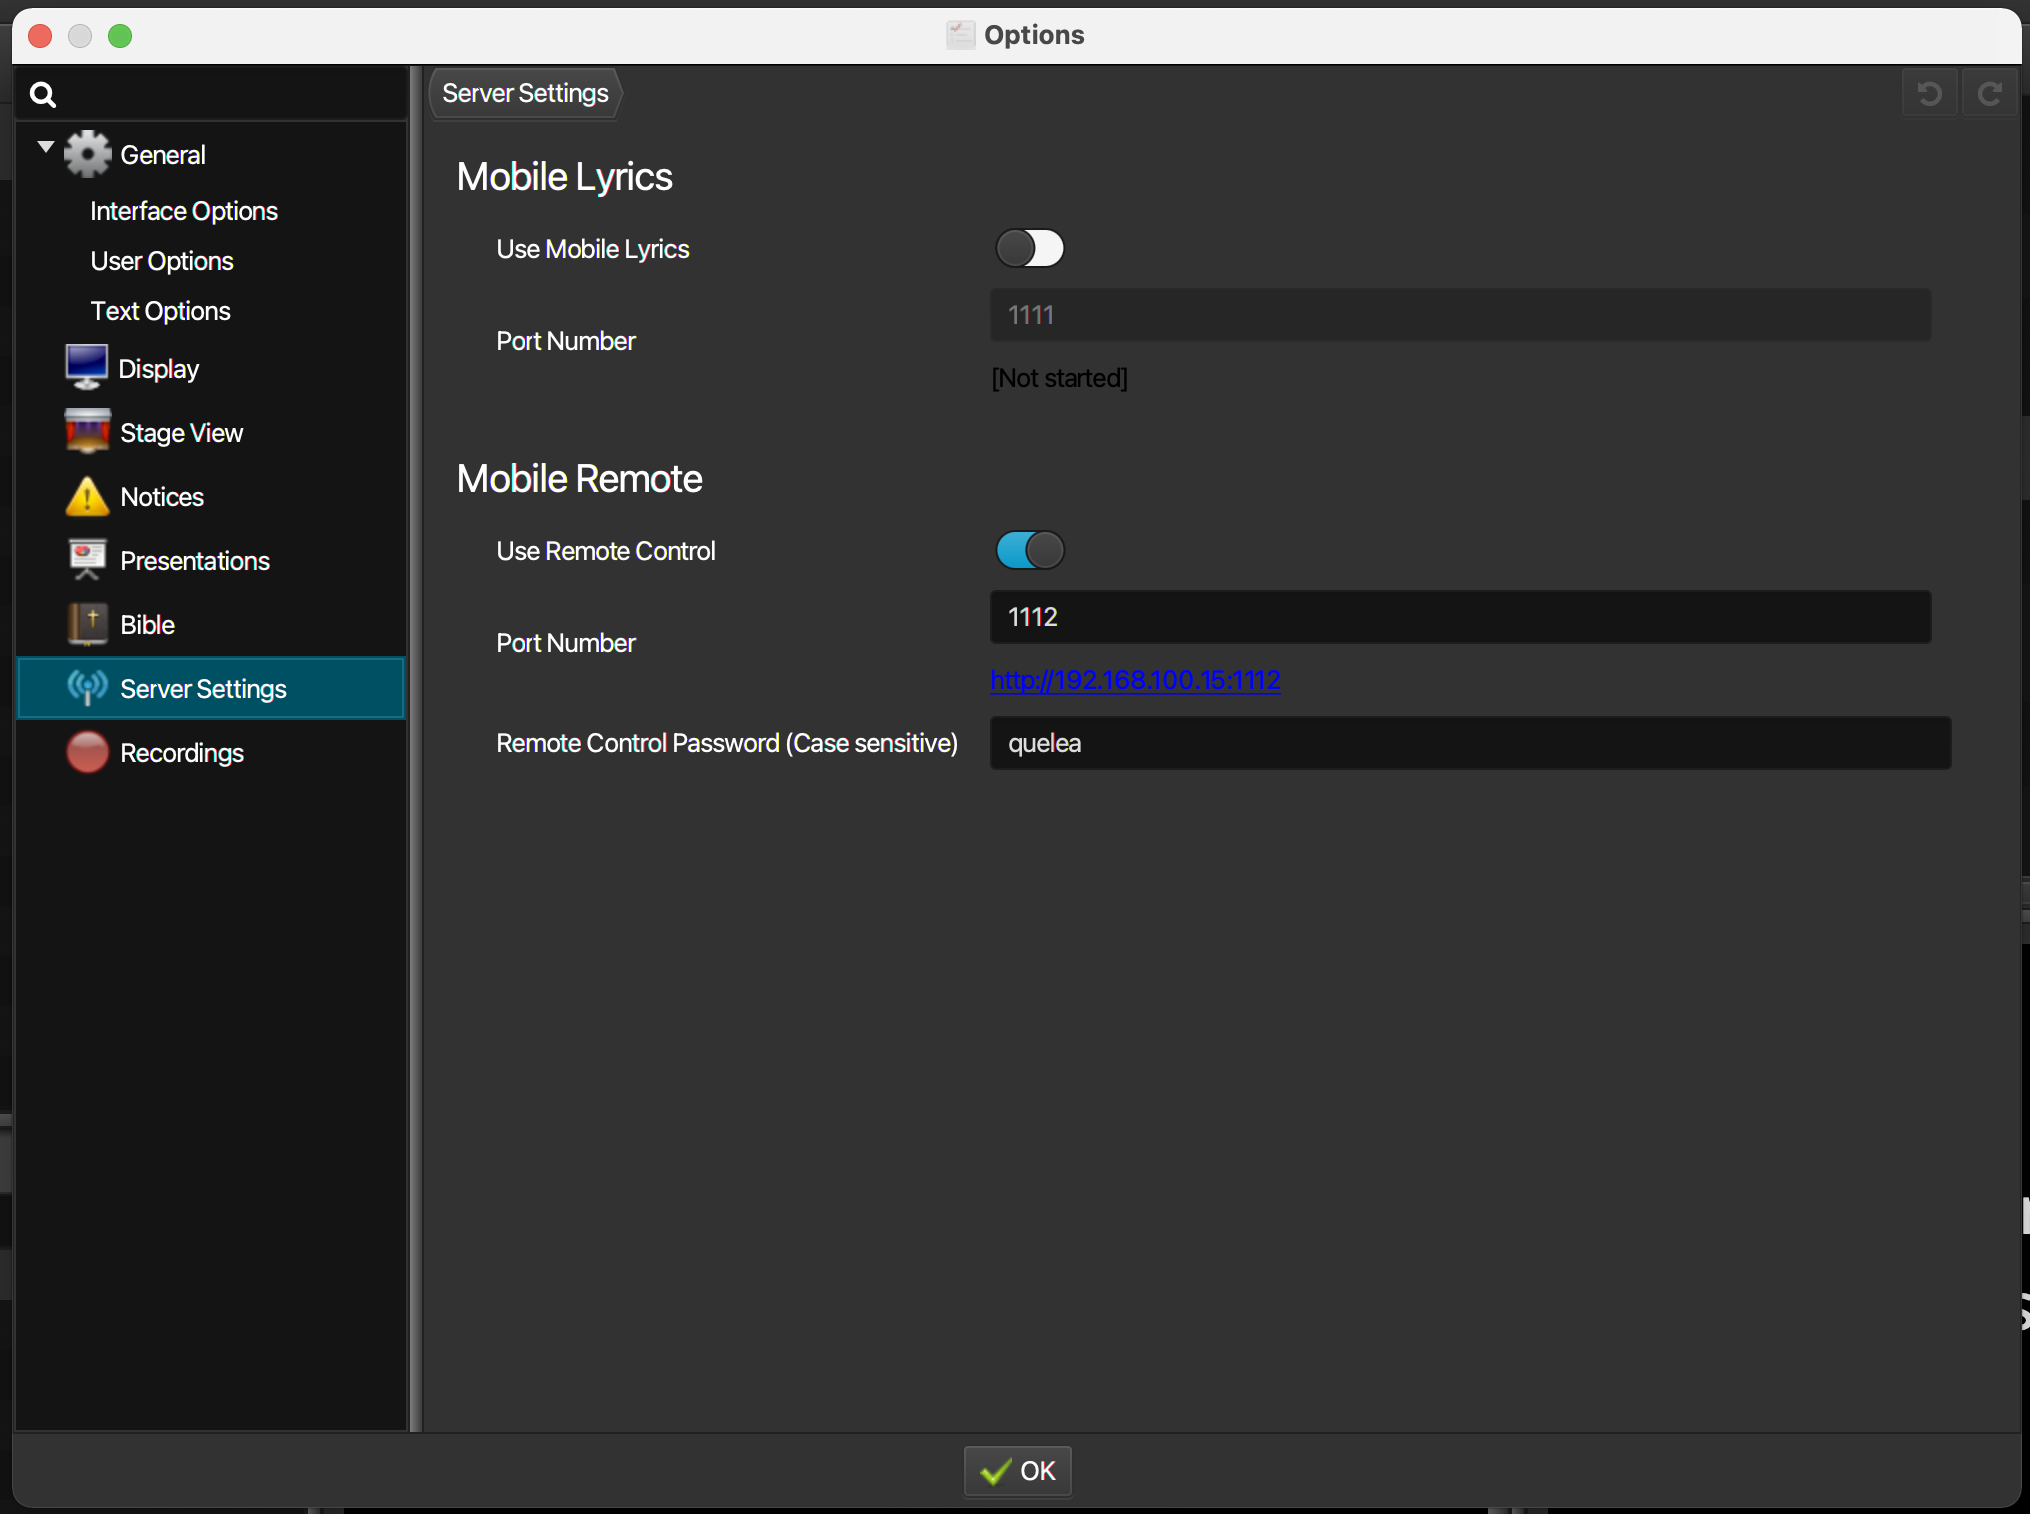 Options
Server Settings
General
Interface Options
User Options
Text Options
Display
Stage View
Notices
Presentations
Bible
Server Settings
Recordings
Mobile Lyrics
Use Mobile Lyrics
Port Number
1111
[Not started]
Mobile Remote
Use Remote Control
Port Number
1112
http://192.168.100.15:1112
Remote Control Password (Case sensitive)
quelea
OK